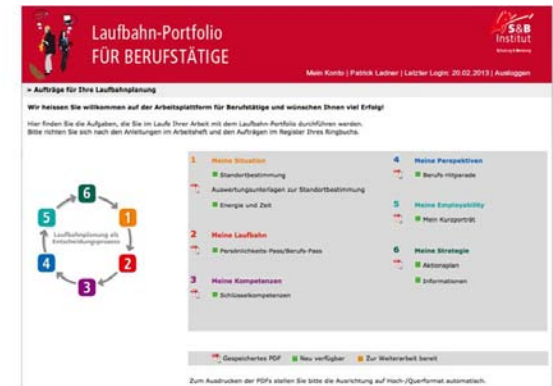 Laufbahn-Portfolio
FÜR BERUFSTÄTIGE
S&B
Institut
Mein Konto | Patrick Ladner | Letzter Login: 20.02.2013 | Ausloggen
» Aufträge für Ihre Laufbahnplanung
Wir heissen Sie willkommen auf der Arbeitsplattform für Berufstätige und wünschen Ihnen viel Erfolg!
Hier finden Sie die Aufgaben, die Sie im Laufe Ihrer Arbeit mit dem Laufbahn-Portfolio durchführen werden.
Bitte richten Sie sich nach den Anleitungen im Arbeitsheft und den Aufträgen im Register Ihres Ringbuchs.
6
5
1
Laufbahnplanung als
Entscheidungsprozess
4
2
3
1 Meine Situation
Standortbestimmung
Auswertungsunterlagen zur Standortbestimmung
Energie und Zeit
2 Meine Laufbahn
Persönlichkeits-Pass/Berufs-Pass
3 Meine Kompetenzen
Schlüsselkompetenzen
4 Meine Perspektiven
Berufs-Hitparade
5 Meine Employability
Mein Kurzporträt
6 Meine Strategie
Aktionsplan
Informationen
Gespeichertes PDF Neu verfügbar Zur Weiterarbeit bereit
Zum Ausdrucken der PDFs stellen Sie bitte die Ausrichtung auf Hoch-/Querformat automatisch.